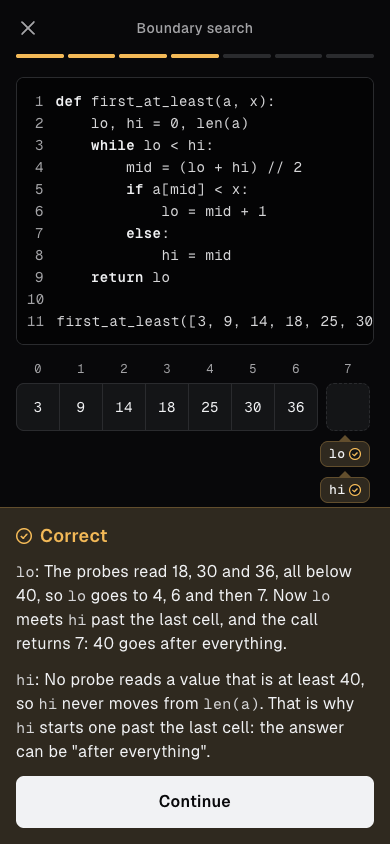 Boundary search
1 def first_at_least(a, x):
2 lo, hi = 0, len(a)
3 while lo < hi:
4 mid = (lo + hi) // 2
5 if a[mid] < x:
6 lo = mid + 1
7 else:
8 hi = mid
9 return lo
10
11 first_at_least([3, 9, 14, 18, 25, 30
0 1 2 3 4 5 6 7
3 9 14 18 25 30 36
lo
hi
Correct
lo: The probes read 18, 30 and 36, all below
40, so lo goes to 4, 6 and then 7. Now lo
meets hi past the last cell, and the call
returns 7: 40 goes after everything.
hi: No probe reads a value that is at least 40,
so hi never moves from len(a). That is why
hi starts one past the last cell: the answer
can be "after everything".
Continue